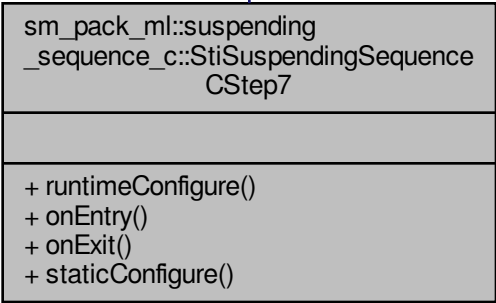 sm_pack_ml::suspending
_sequence_c::StiSuspendingSequence
CStep7
+ runtimeConfigure()
+ onEntry()
+ onExit()
+ staticConfigure()